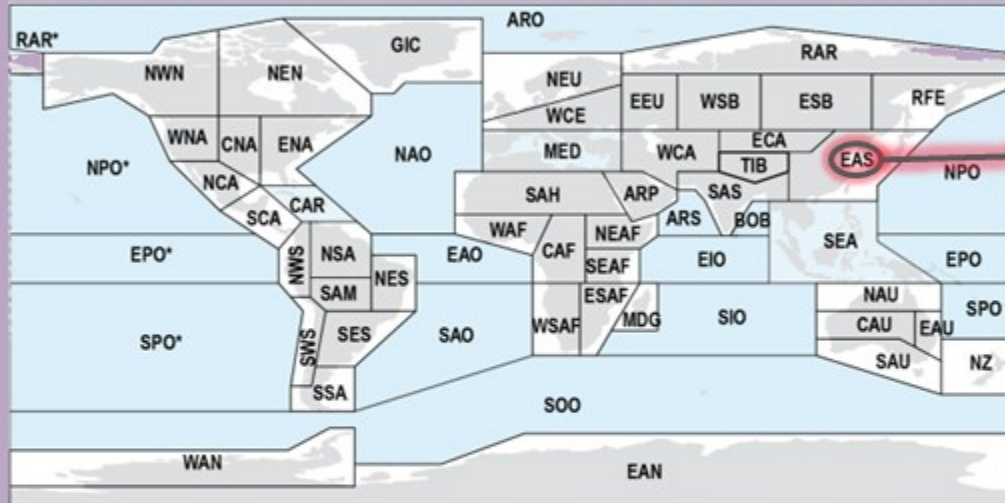 ARO
RAR*
GIC
RAR
NWN
NEN
NEU
EEU
WSB
ESB
RFE
WCE
WNA
CNA
ENA
NAO
MED
WCA
ECA
TIB
EAS
NPO*
NPO
NCA
SAH
ARP
SAS
CAR
SCA
WAF
NEAF
ARS
BOB
CAF
SEA
EPO*
NWS
NSA
EAO
SEAF
EIO
EPO
NES
SAM
ESAF
NAU
WSAF
MDG
SIO
SPO
SPO*
SWS
SES
SAO
CAU
EAU
SAU
NZ
SSA
SOO
WAN
EAN